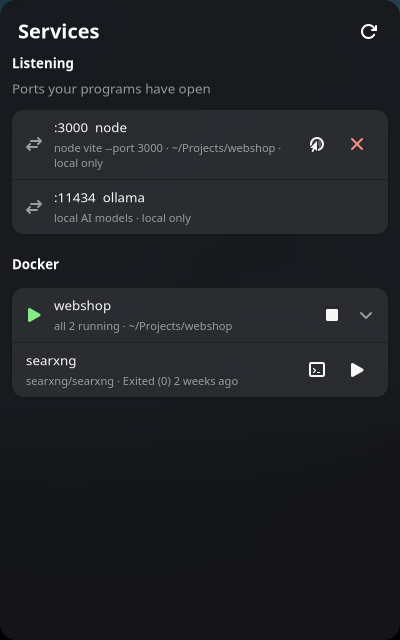 Services
Listening
Ports your programs have open
:3000 node
node vite --port 3000 · ~/Projects/webshop ·
local only
:11434 ollama
local AI models · local only
Docker
webshop
all 2 running · ~/Projects/webshop
searxng
searxng/searxng · Exited (0) 2 weeks ago